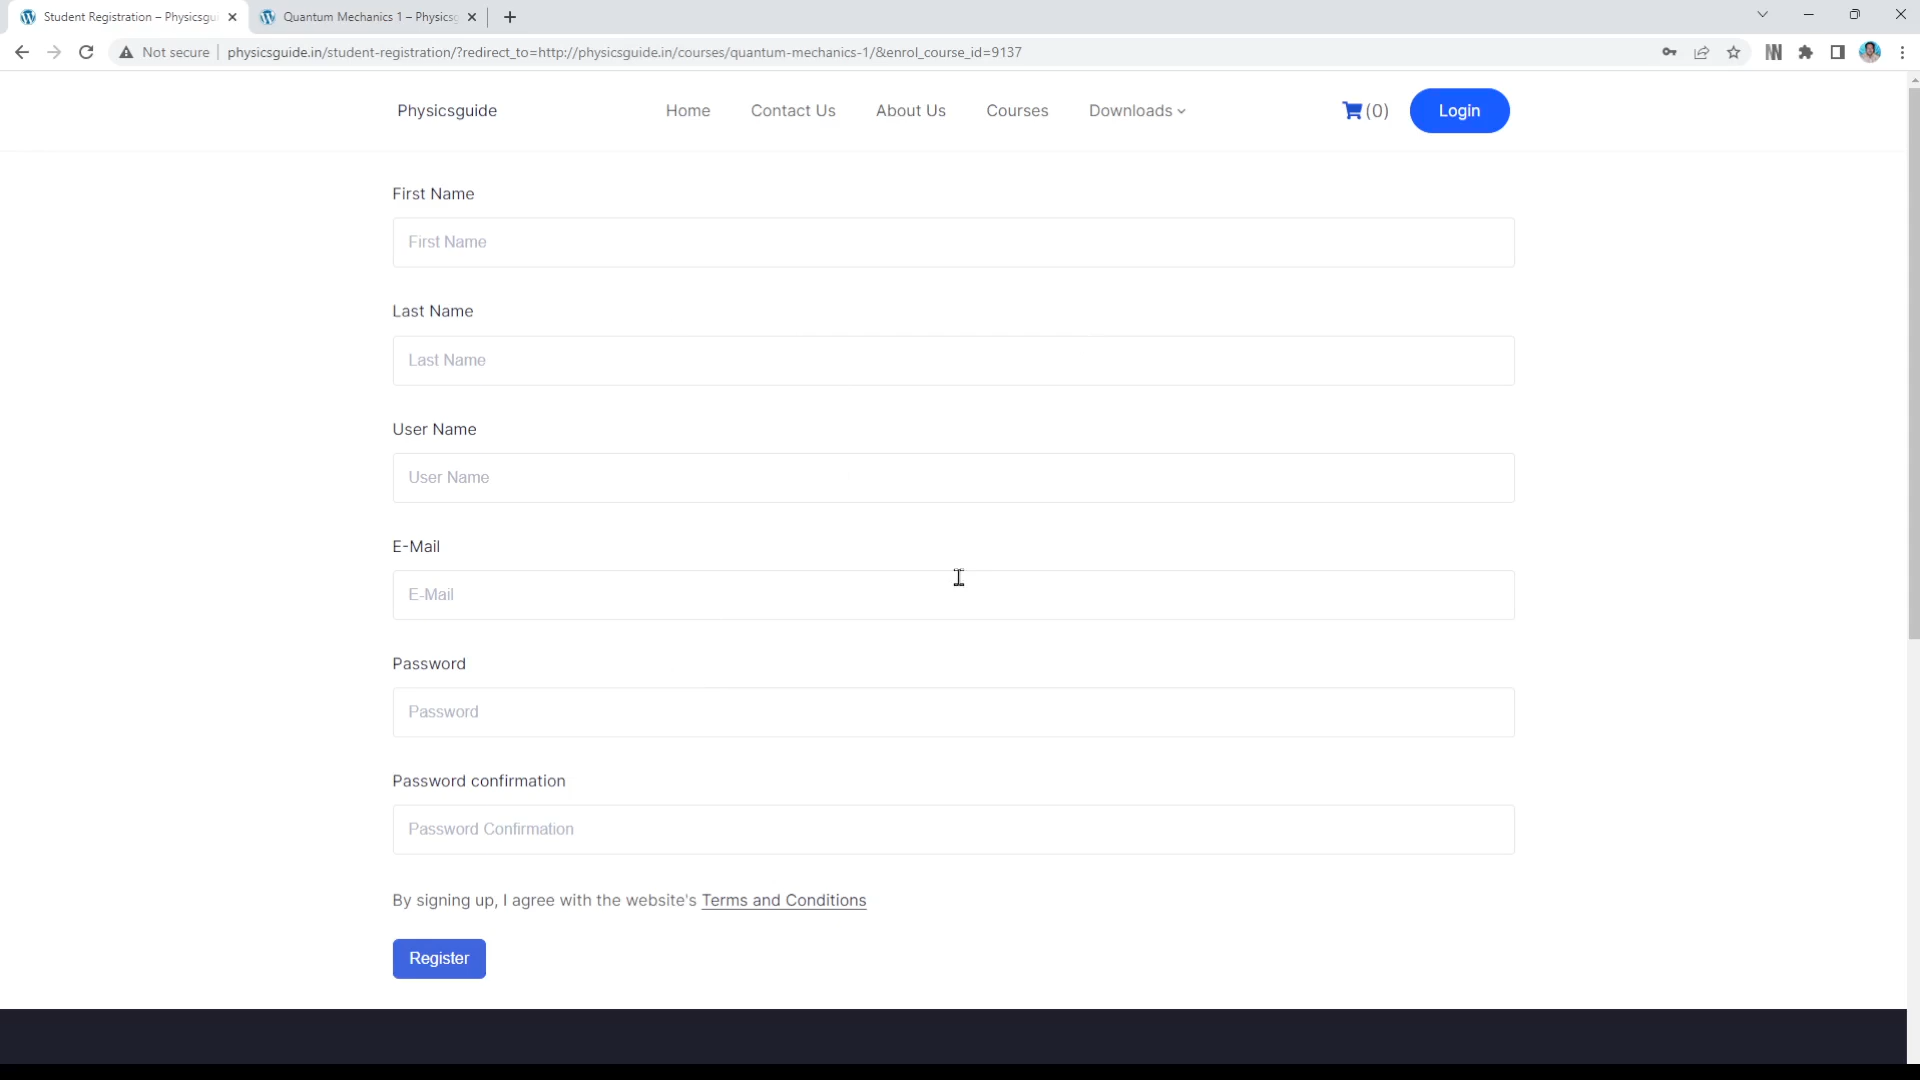 Student Registration – Physicsgui
Quantum Mechanics 1 – Physicsg
Not secure
physicsguide.in/student-registration/?redirect_to=http://physicsguide.in/courses/quantum-mechanics-1/&enrol_course_id=9137
Physicsguide
Home
Contact Us
About Us
Courses
Downloads
(0)
Login
First Name
First Name
Last Name
Last Name
User Name
User Name
E-Mail
E-Mail
Password
Password
Password confirmation
Password Confirmation
By signing up, I agree with the website's Terms and Conditions
Register